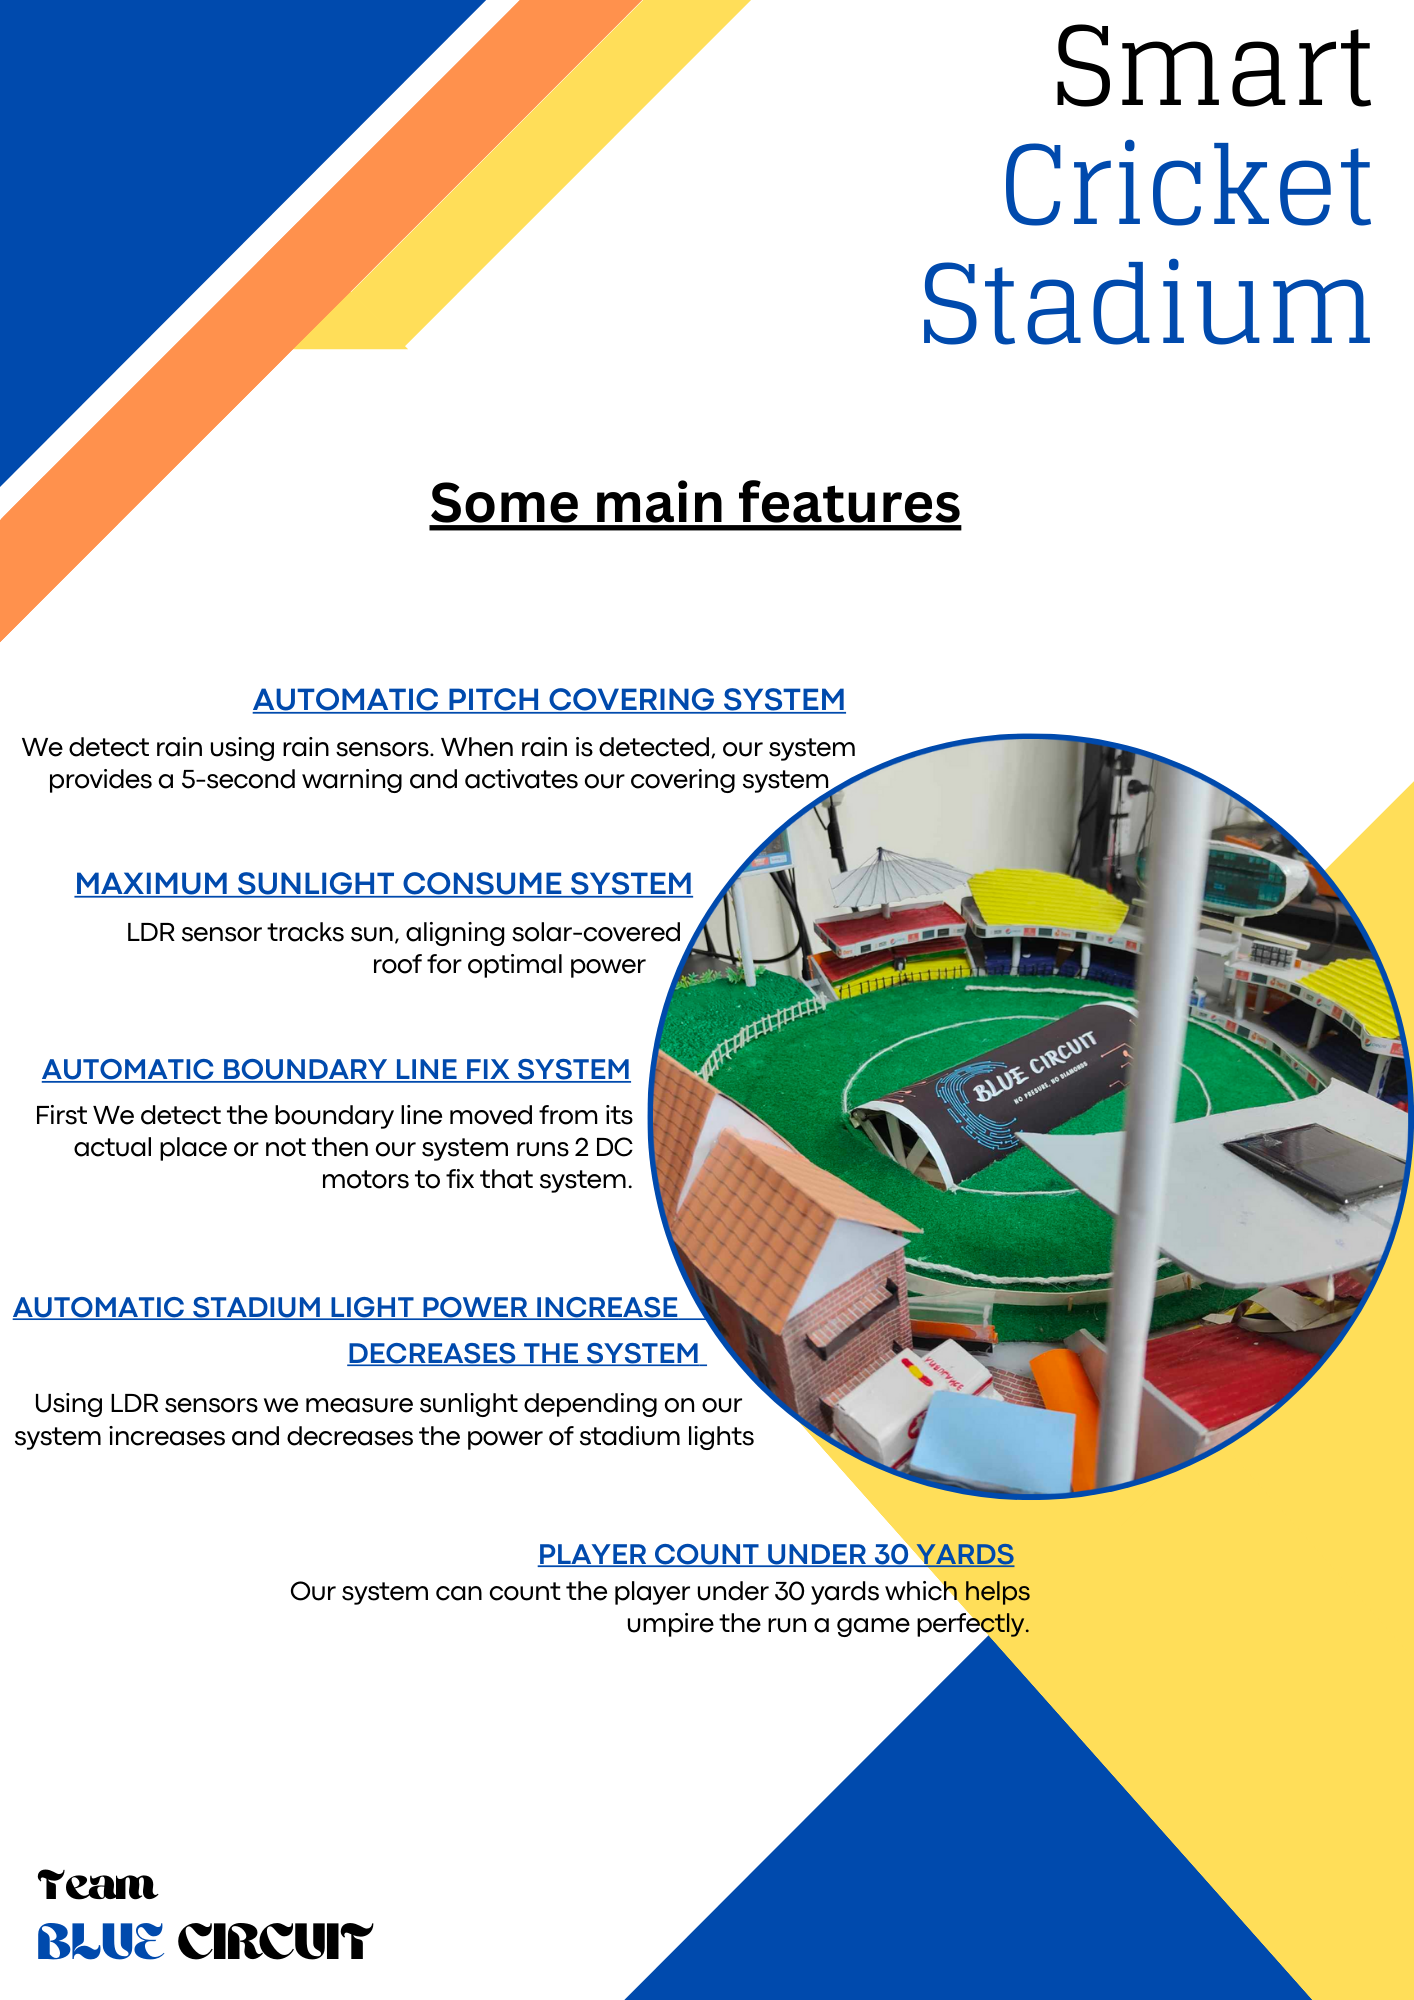 Smart
Cricket
Stadium
Some main features
AUTOMATIC PITCH COVERING SYSTEM
We detect rain using rain sensors. When rain is detected, our system
provides a 5-second warning and activates our covering system
MAXIMUM SUNLIGHT CONSUME SYSTEM
LDR sensor tracks sun, aligning solar-covered
roof for optimal power
AUTOMATIC BOUNDARY LINE FIX SYSTEM
First We detect the boundary line moved from its
actual place or not then our system runs 2 DC
motors to fix that system.
AUTOMATIC STADIUM LIGHT POWER INCREASE
DECREASES THE SYSTEM
Using LDR sensors we measure sunlight depending on our
system increases and decreases the power of stadium lights
BLUE CIRCUIT
NO PRESURE, NO DIAMONDS
PLAYER COUNT UNDER 30 YARDS
Our system can count the player under 30 yards which helps
umpire the run a game perfectly.
Team
BLUE CIRCUIT